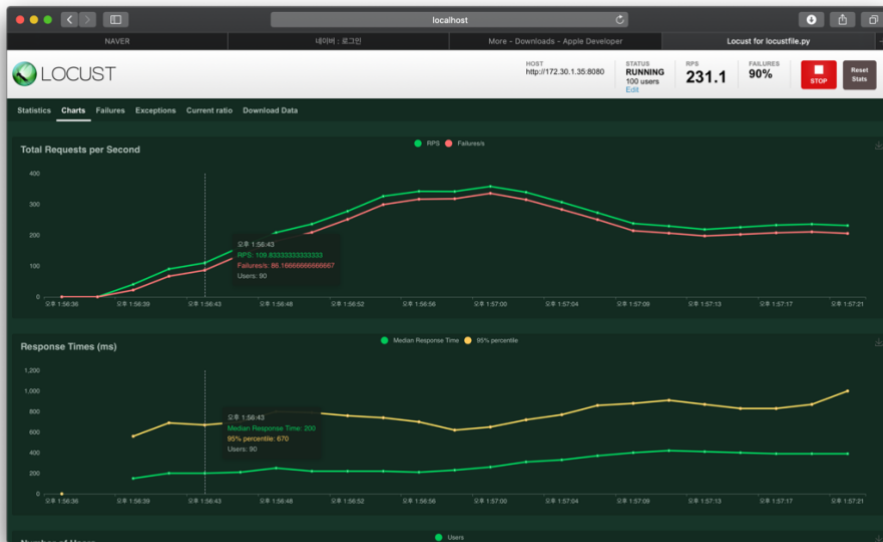 localhost
NAVER
네이버 : 로그인
More - Downloads - Apple Developer
Locust for locustfile.py
LOCUST
HOST
http://172.30.1.35:8080
STATUS
RUNNING
100 users
Edit
RPS
231.1
FAILURES
90%
STOP
Reset
Stats
Statistics Charts Failures Exceptions Current ratio Download Data
Total Requests per Second
RPS Failures/s
400
300
200
100
0
오후 1:56:43
RPS: 109.83333333333333
Failures/s: 86.16666666666667
Users: 80
오후 1:56:36 오후 1:56:39 오후 1:56:43 오후 1:56:48 오후 1:56:52 오후 1:56:56 오후 1:57:00 오후 1:57:04 오후 1:57:09 오후 1:57:13 오후 1:57:17 오후 1:57:21
Response Times (ms)
Median Response Time 95% percentile
1,200
1,000
800
600
400
200
0
오후 1:56:43
Median Response Time: 200
95% percentile: 670
Users: 80
오후 1:56:36 오후 1:56:39 오후 1:56:43 오후 1:56:48 오후 1:56:52 오후 1:56:56 오후 1:57:00 오후 1:57:04 오후 1:57:09 오후 1:57:13 오후 1:57:17 오후 1:57:21
Users